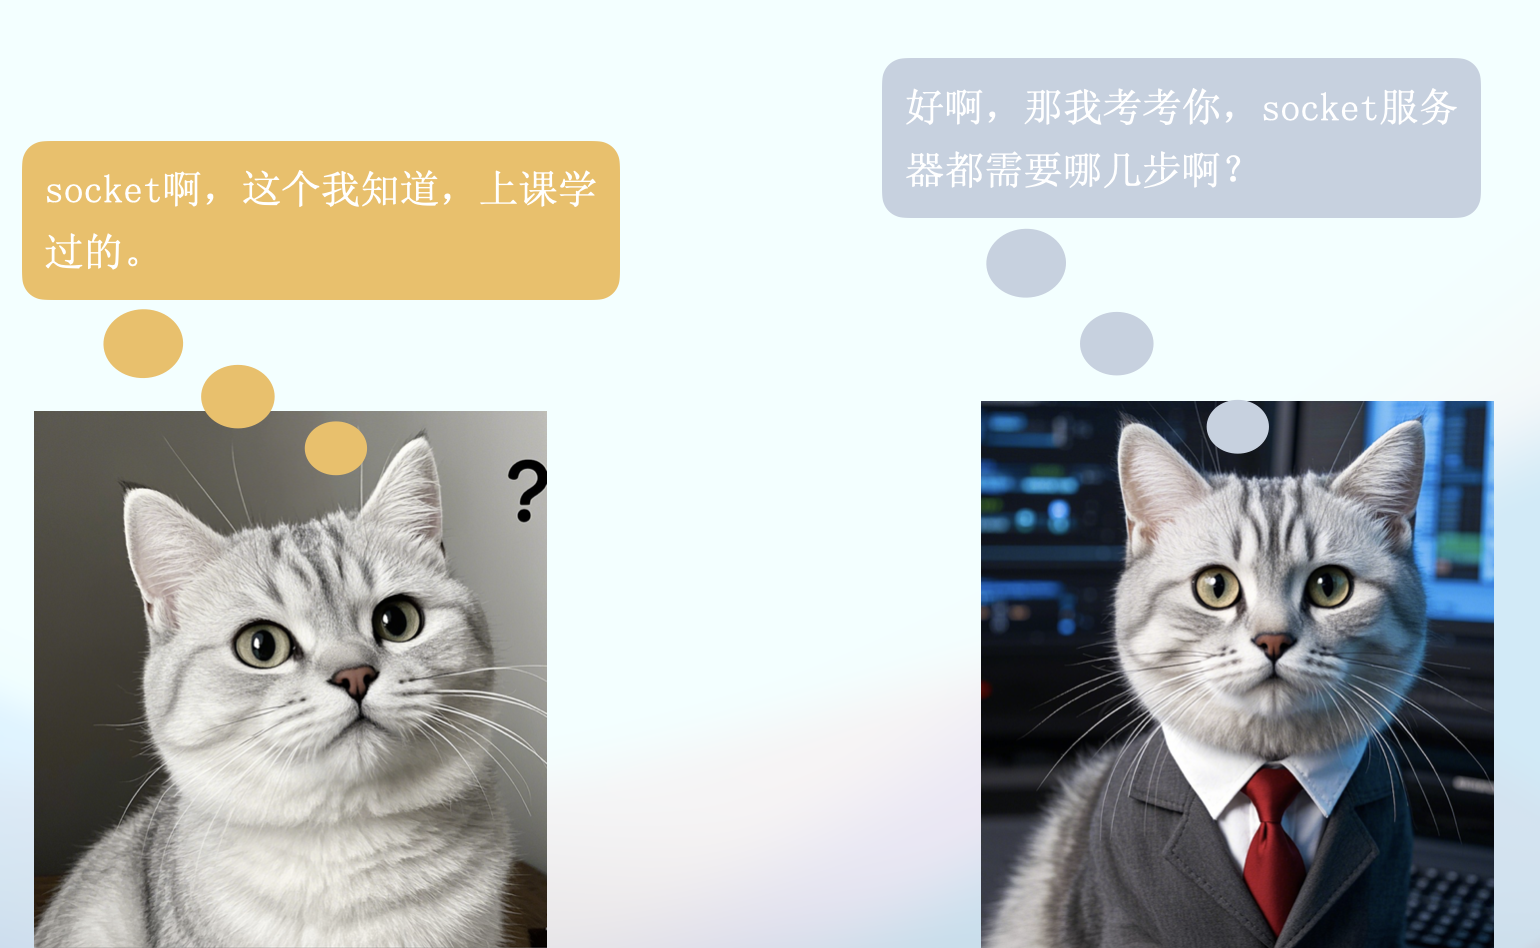 socket啊，这个我知道，上课学
过的。
好啊，那我考考你，socket服务
器都需要哪几步啊？
?